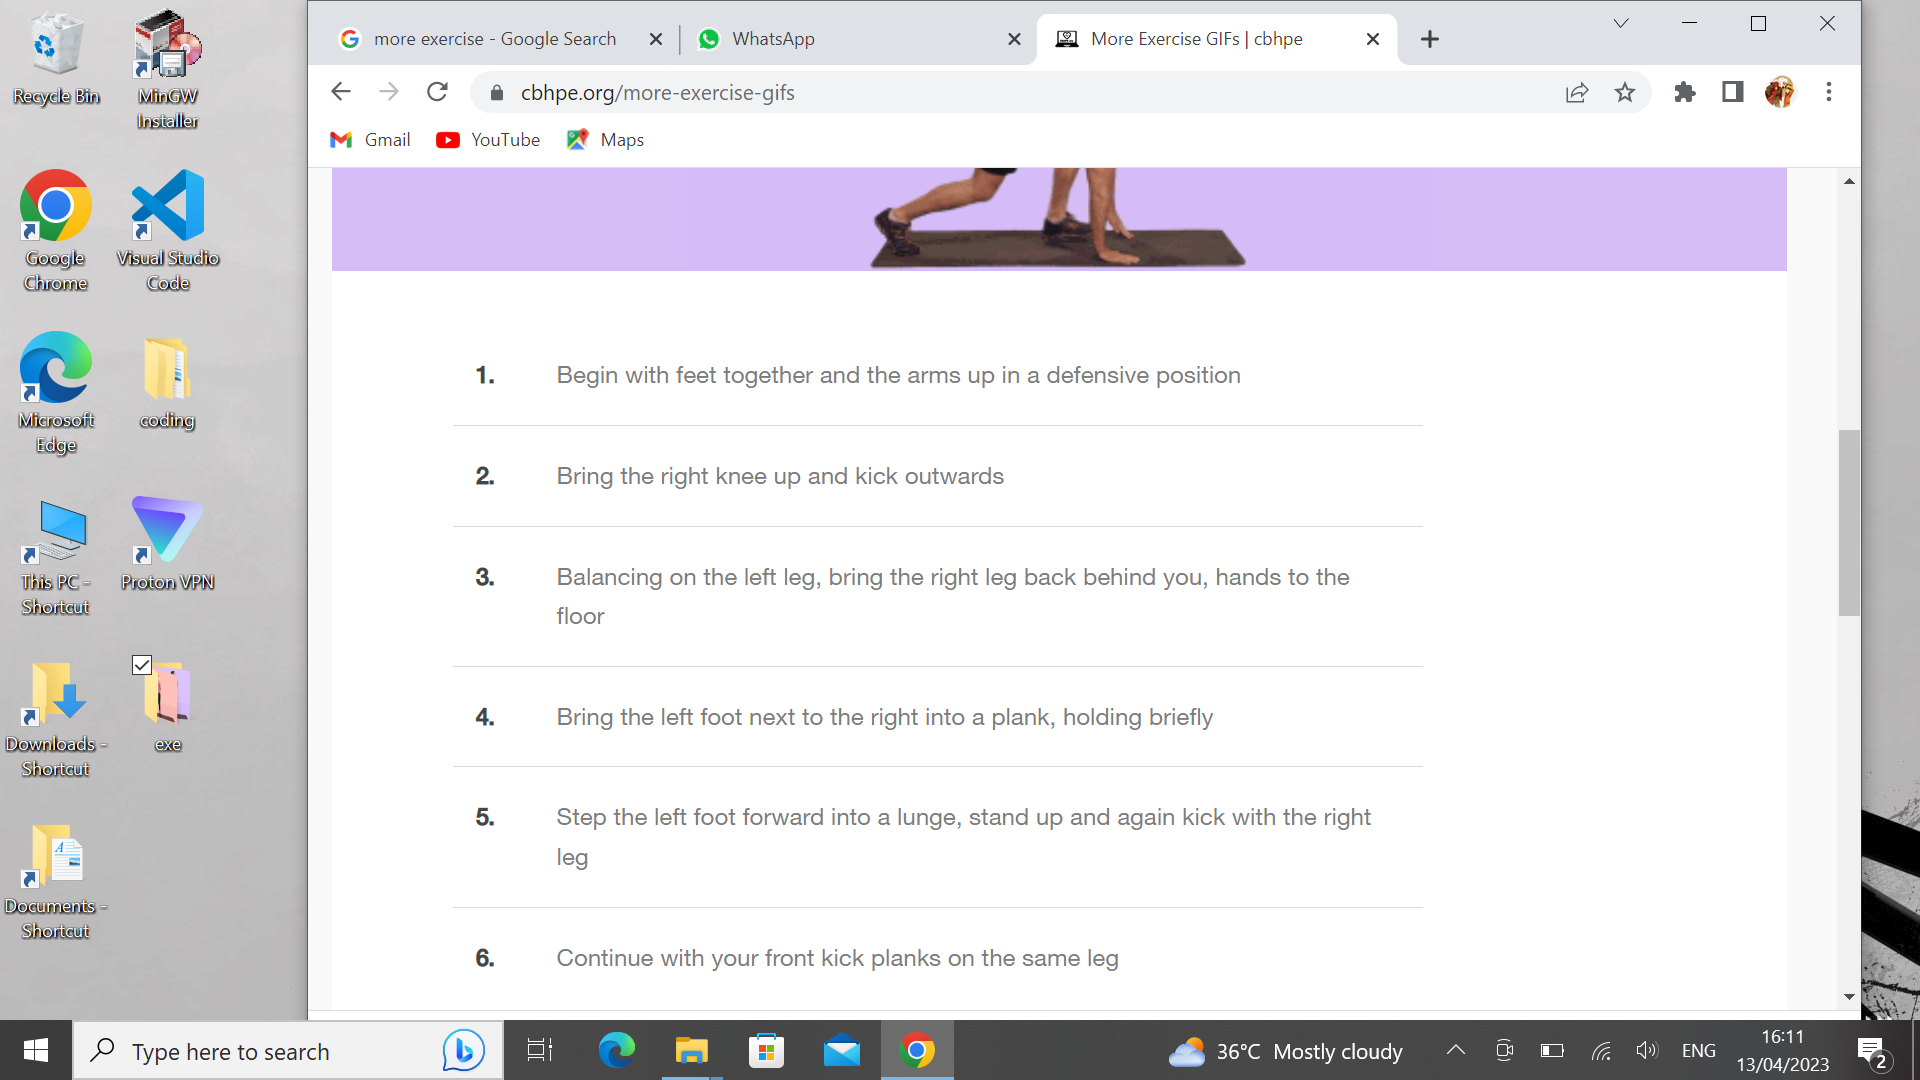 Recycle Bin
MinGW
Installer
Google
Chrome
Visual Studio
Code
Microsoft
Edge
coding
This PC -
Shortcut
Proton VPN
Downloads -
Shortcut
exe
Documents -
Shortcut
more exercise - Google Search
WhatsApp
More Exercise GIFs | cbhpe
cbhpe.org/more-exercise-gifs
Gmail
YouTube
Maps
1. Begin with feet together and the arms up in a defensive position
2. Bring the right knee up and kick outwards
3. Balancing on the left leg, bring the right leg back behind you, hands to the
floor
4. Bring the left foot next to the right into a plank, holding briefly
5. Step the left foot forward into a lunge, stand up and again kick with the right
leg
6. Continue with your front kick planks on the same leg
Type here to search
36°C Mostly cloudy
ENG
16:11
13/04/2023
2